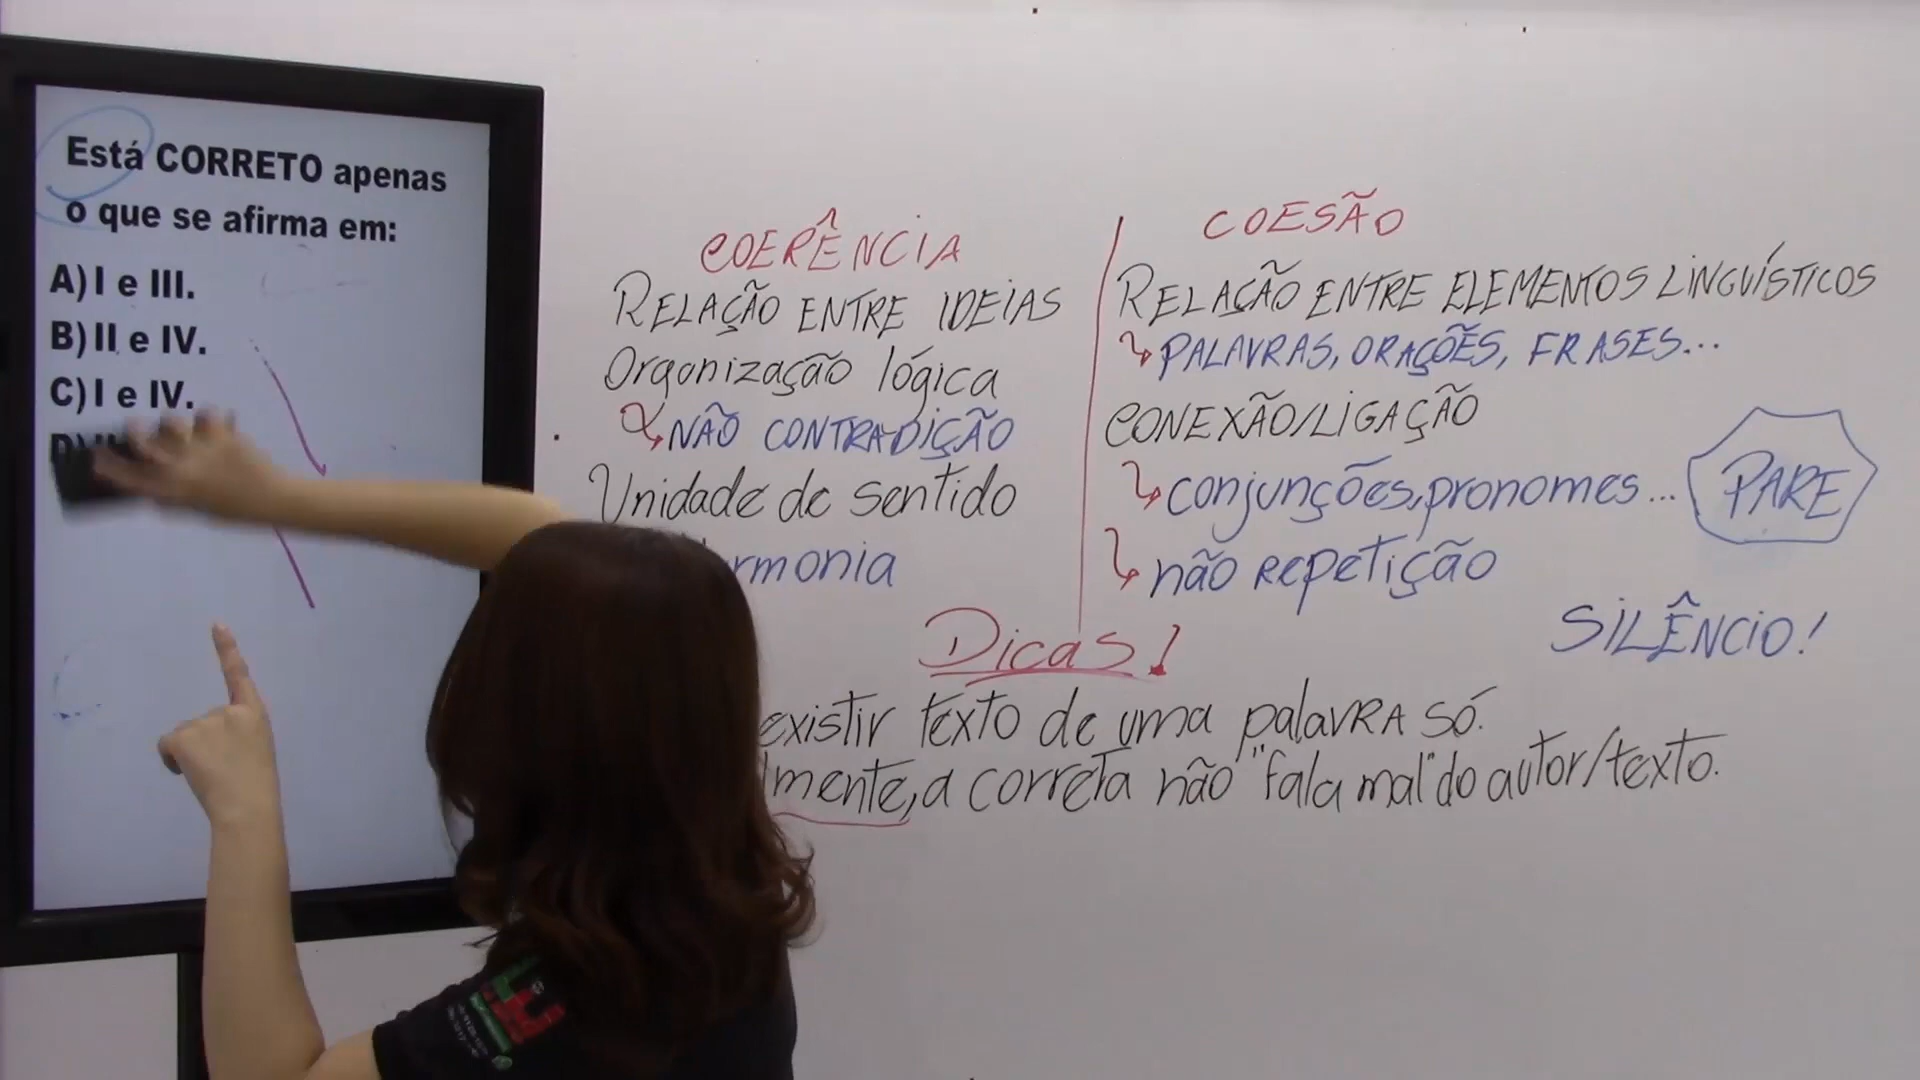 Está CORRETO apenas
o que se afirma em:
A) I e III.
B) II e IV.
C) I e IV.
COERÊNCIA
RELAÇÃO ENTRE IDEIAS
Organização lógica
NÃO CONTRADIÇÃO
Unidade de sentido
COESÃO
RELAÇÃO ENTRE ELEMENTOS LINGUÍSTICOS
PALAVRAS, ORAÇÕES, FRASES...
CONEXÃO/LIGAÇÃO
conjunções, pronomes...
não REPETIÇÃO
PARE
SILÊNCIO!
Dicas!
existir texto de uma palavra só.
a correta não "fala mal" do autor/texto.